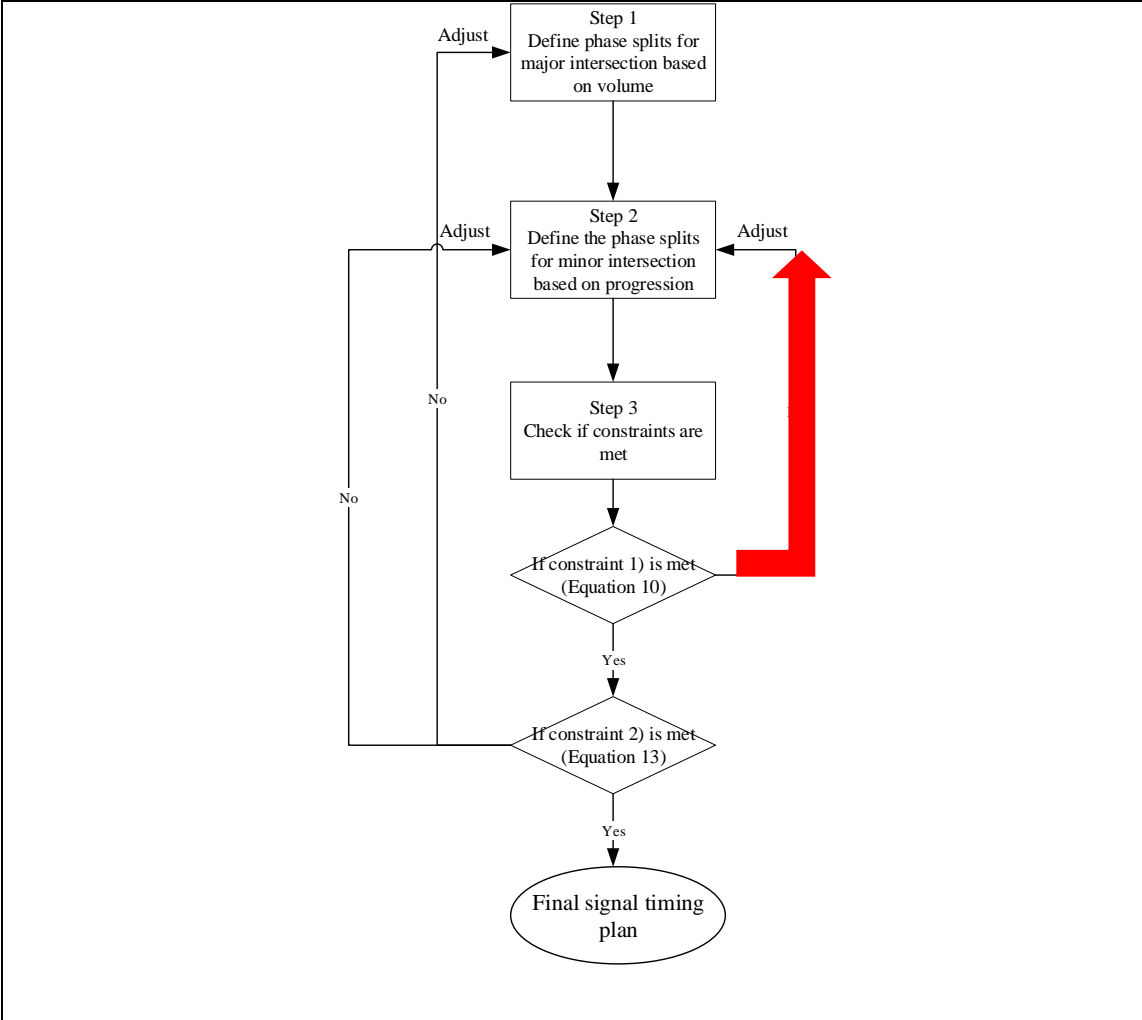 Step 1
Define phase splits for
major intersection based
on volume
Adjust
Step 2
Define the phase splits
for minor intersection
based on progression
Adjust
Adjust
Step 3
Check if constraints are
met
No
No
If constraint 1) is met
(Equation 10)
Yes
If constraint 2) is met
(Equation 13)
Yes
Final signal timing
plan